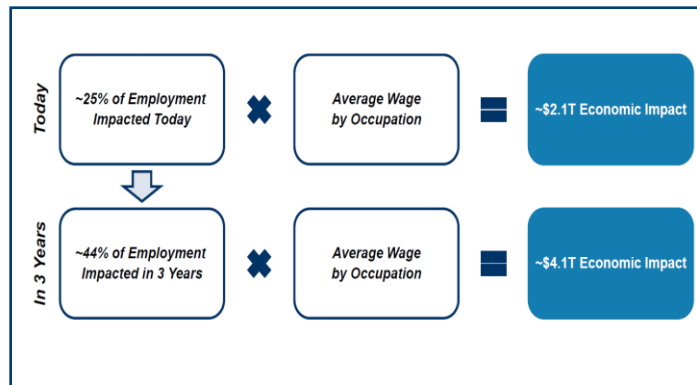 Today
~25% of Employment
Impacted Today
Average Wage
by Occupation
~$2.1T Economic Impact
In 3 Years
~44% of Employment
Impacted in 3 Years
Average Wage
by Occupation
~$4.1T Economic Impact